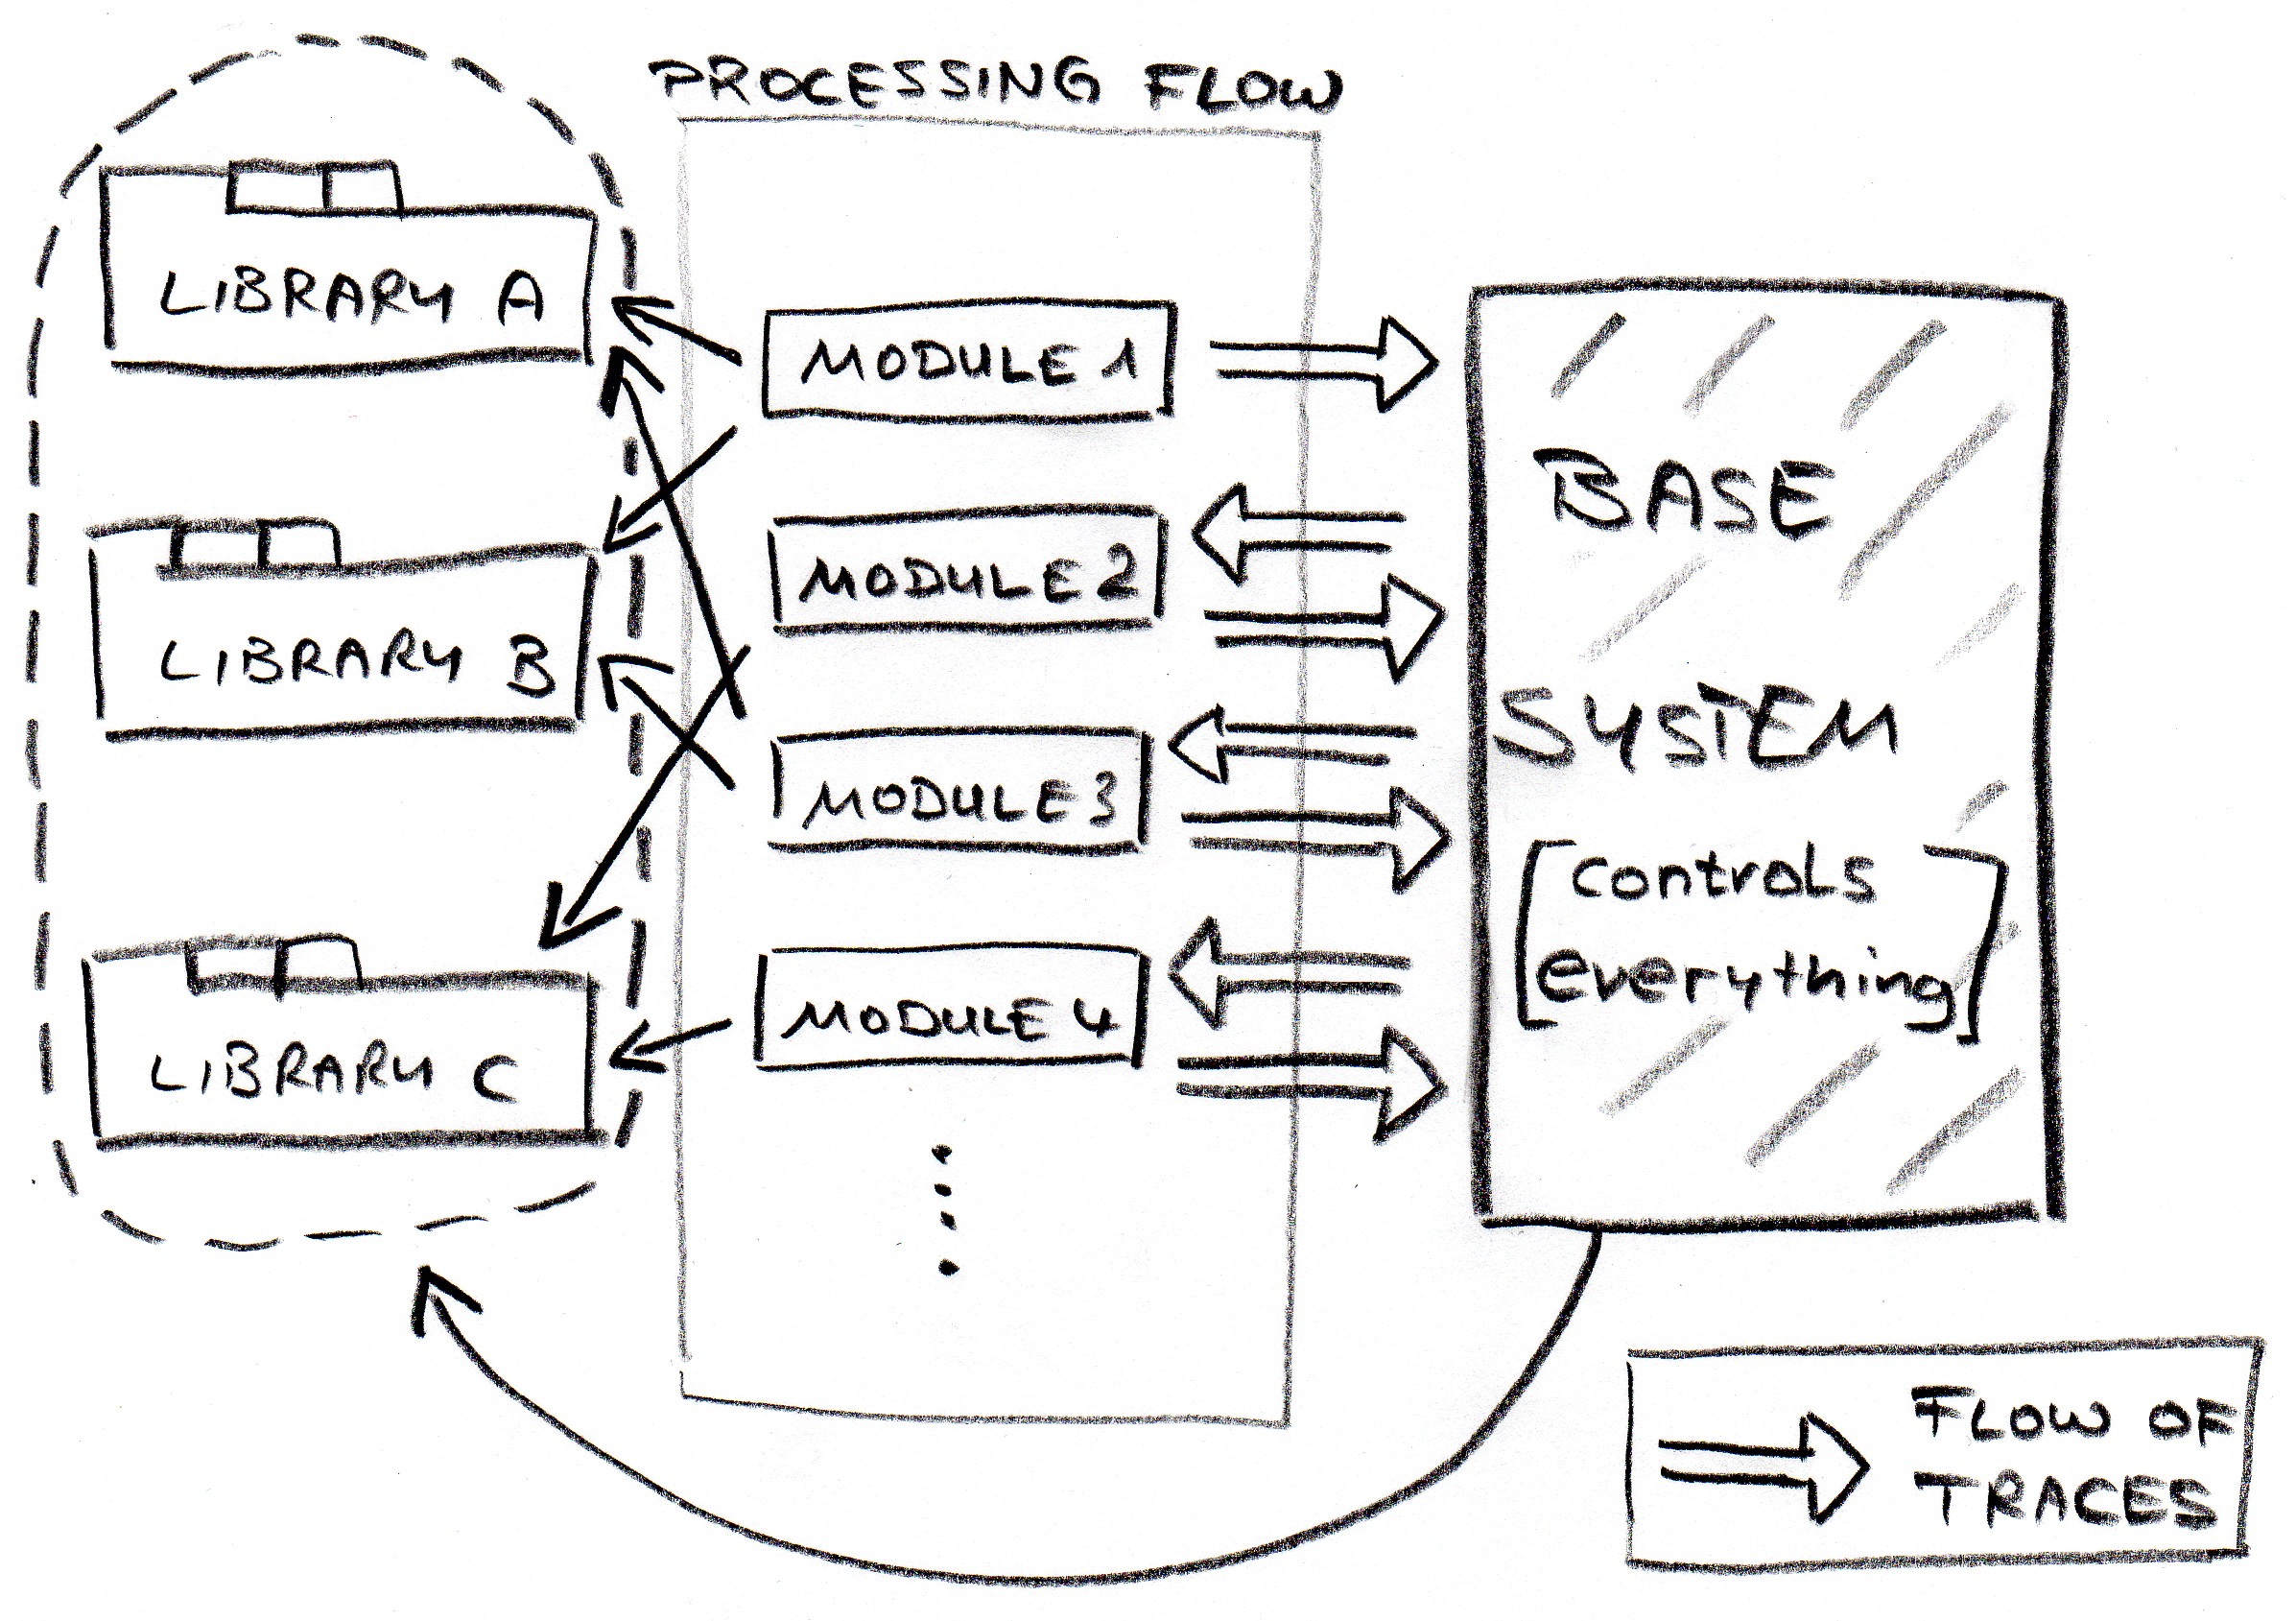 PROCESSING FLOW
LIBRARY A
LIBRARY B
LIBRARY C
MODULE 1
MODULE 2
MODULE 3
MODULE 4
BASE
SYSTEM
[controls
everything]
FLOW OF
TRACES